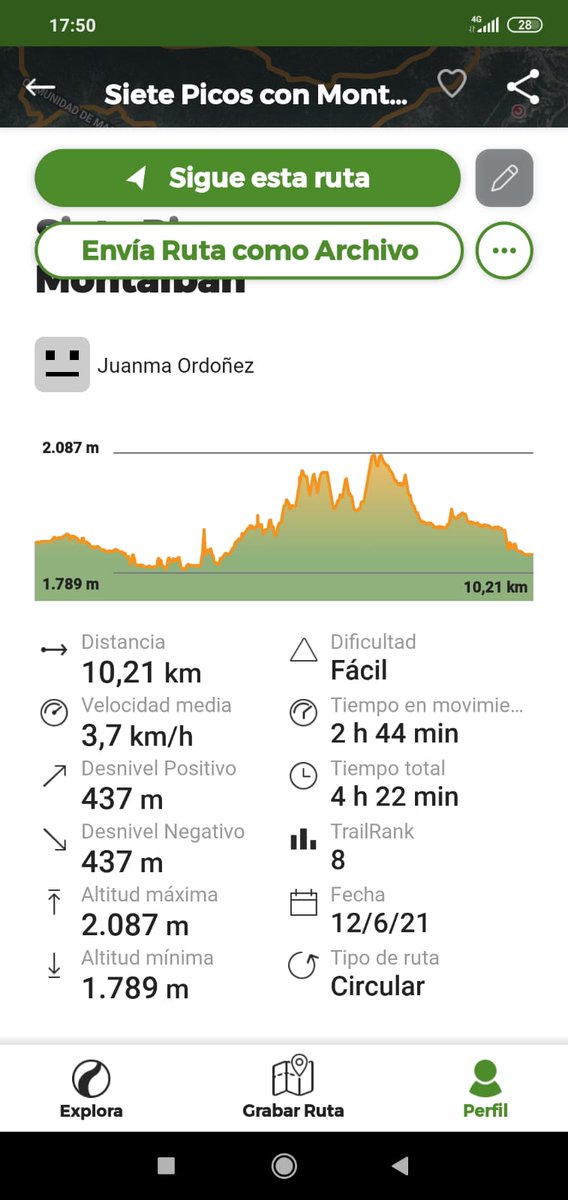 17:50
4G
28
MUNIDAD DE MA
Siete Picos con Mont...
Sigue esta ruta
Envía Ruta como Archivo
Montalbán
Juanma Ordoñez
2.087 m
1.789 m
10,21 km
Distancia
10,21 km
Dificultad
Fácil
Velocidad media
3,7 km/h
Tiempo en movimie...
2 h 44 min
Desnivel Positivo
437 m
Tiempo total
4 h 22 min
Desnivel Negativo
437 m
TrailRank
8
Altitud máxima
2.087 m
Fecha
12/6/21
Altitud mínima
1.789 m
Tipo de ruta
Circular
Explora
Grabar Ruta
Perfil